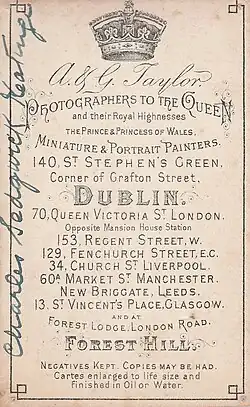 A. & G. Taylor.
PHOTOGRAPHERS TO THE QUEEN
and their Royal Highnesses
THE PRINCE & PRINCESS OF WALES,
MINIATURE & PORTRAIT PAINTERS.
140, ST STEPHEN'S GREEN,
Corner of Grafton Street,
DUBLIN.
70, QUEEN VICTORIA ST LONDON.
Opposite Mansion House Station
153, REGENT STREET, W.
129, FENCHURCH STREET, E.C.
34, CHURCH ST LIVERPOOL.
60A MARKET ST MANCHESTER.
NEW BRIGGATE, LEEDS.
13, ST VINCENT'S PLACE, GLASGOW.
AND AT
FOREST LODGE, LONDON ROAD.
FOREST HILL.
NEGATIVES KEPT. COPIES MAY BE HAD.
Cartes enlarged to life size and
finished in Oil or Water.
Charles Sedgwick Keatinge